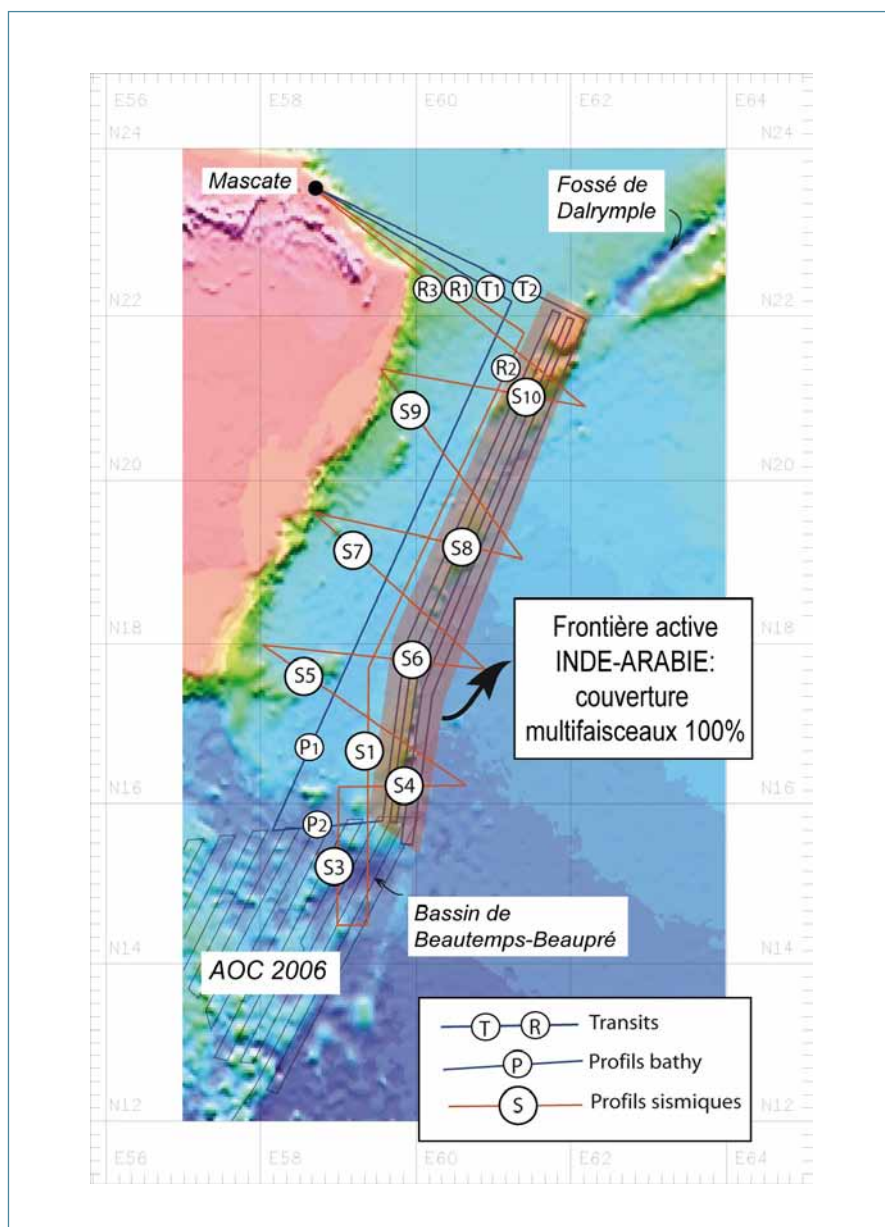 E56 E58 E60 E62 E64
N24 N24
Mascate
Fossé de
Dalrymple
N22 R3 R1 T1 T2 N22
R2
S10
S9
N20 N20
S7 S8
Frontière active
INDE-ARABIE:
couverture
multifaisceaux 100%
N18 N18
S6
S5
P1 S1
N16 S4 N16
P2
S3
Bassin de
Beautemps-Beaupré
N14 N14
AOC 2006
T R Transits
P Profils bathy
S Profils sismiques
N12 N12
E56 E58 E60 E62 E64